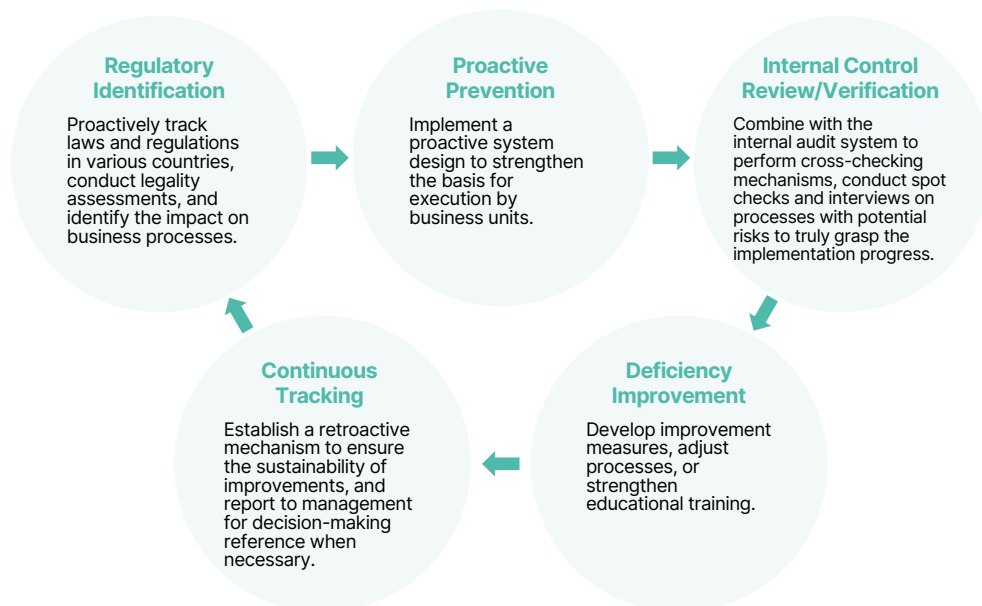 Regulatory
Identification
Proactively track
laws and regulations
in various countries,
conduct legality
assessments, and
identify the impact on
business processes.
Proactive
Prevention
Implement a
proactive system
design to strengthen
the basis for
execution by
business units.
Internal Control
Review/Verification
Combine with the
internal audit system to
perform cross-checking
mechanisms, conduct spot
checks and interviews on
processes with potential
risks to truly grasp the
implementation progress.
Deficiency
Improvement
Develop improvement
measures, adjust
processes, or
strengthen
educational training.
Continuous
Tracking
Establish a retroactive
mechanism to ensure
the sustainability of
improvements, and
report to management
for decision-making
reference when
necessary.